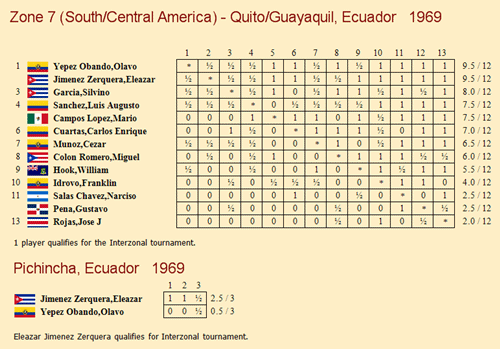 Zone 7 (South/Central America) - Quito/Guayaquil, Ecuador 1969
1 2 3 4 5 6 7 8 9 10 11 12 13
1 Yepez Obando,Olavo * ½ ½ ½ 1 1 ½ 1 ½ 1 1 1 1 9.5 / 12
Jimenez Zerquera,Eleazar ½ * ½ ½ 1 1 ½ ½ 1 1 1 1 1 9.5 / 12
3 Garcia,Silvino ½ ½ * ½ 1 0 ½ 1 1 ½ 1 ½ 1 8.0 / 12
4 Sanchez,Luis Augusto ½ ½ ½ * 0 ½ ½ ½ ½ 1 1 1 1 7.5 / 12
Campos Lopez,Mario 0 0 0 1 * 1 1 0 1 ½ 1 1 1 7.5 / 12
6 Cuartas,Carlos Enrique 0 0 1 ½ 0 * 1 1 1 ½ 0 1 1 7.0 / 12
7 Munoz,Cezar ½ ½ ½ ½ 0 0 * 1 0 ½ 1 1 1 6.5 / 12
8 Colon Romero,Miguel 0 ½ 0 ½ 1 0 0 * 1 1 1 ½ ½ 6.0 / 12
9 Hook,William ½ 0 0 ½ 0 0 1 0 * 1 ½ 1 1 5.5 / 12
10 Idrovo,Franklin 0 0 ½ 0 ½ ½ ½ 0 0 * 1 1 0 4.0 / 12
11 Salas Chavez,Narciso 0 0 0 0 0 1 0 0 ½ 0 * 0 1 2.5 / 12
Pena,Gustavo 0 0 ½ 0 0 0 0 ½ 0 0 1 * ½ 2.5 / 12
13 Rojas,Jose J 0 0 0 0 0 0 0 ½ 0 1 0 ½ * 2.0 / 12
1 player qualifies for the Interzonal tournament.
Pichincha, Ecuador 1969
1 2 3
Jimenez Zerquera,Eleazar 1 1 ½ 2.5 / 3
Yepez Obando,Olavo 0 0 ½ 0.5 / 3
Eleazar Jimenez Zerquera qualifies for Interzonal tournament.